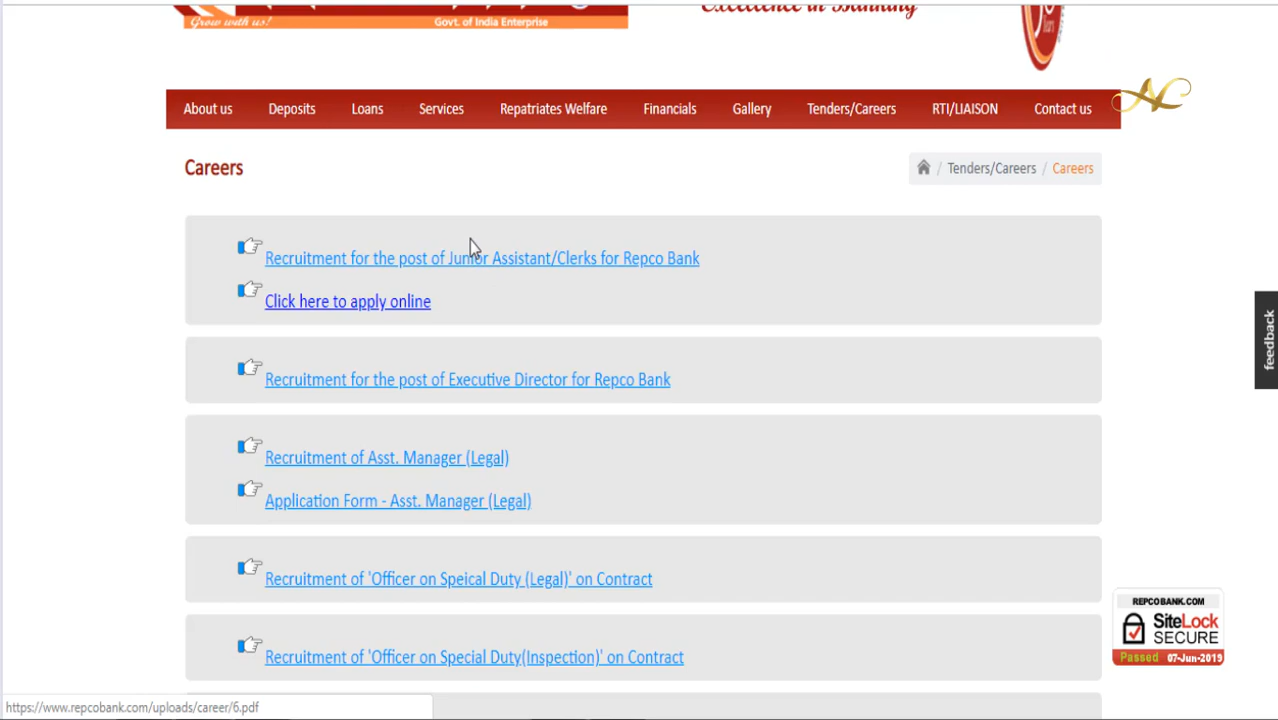 Grow with us!
Govt. of India Enterprise
Excellence in Banking
Years
About us
Deposits
Loans
Services
Repatriates Welfare
Financials
Gallery
Tenders/Careers
RTI/LIAISON
Contact us
Careers
Tenders/Careers / Careers
Recruitment for the post of Junior Assistant/Clerks for Repco Bank
Click here to apply online
Recruitment for the post of Executive Director for Repco Bank
Recruitment of Asst. Manager (Legal)
Application Form - Asst. Manager (Legal)
Recruitment of 'Officer on Speical Duty (Legal)' on Contract
Recruitment of 'Officer on Special Duty(Inspection)' on Contract
feedback
REPCOBANK.COM
SiteLock
SECURE
Passed 07-Jun-2019
https://www.repcobank.com/uploads/career/6.pdf